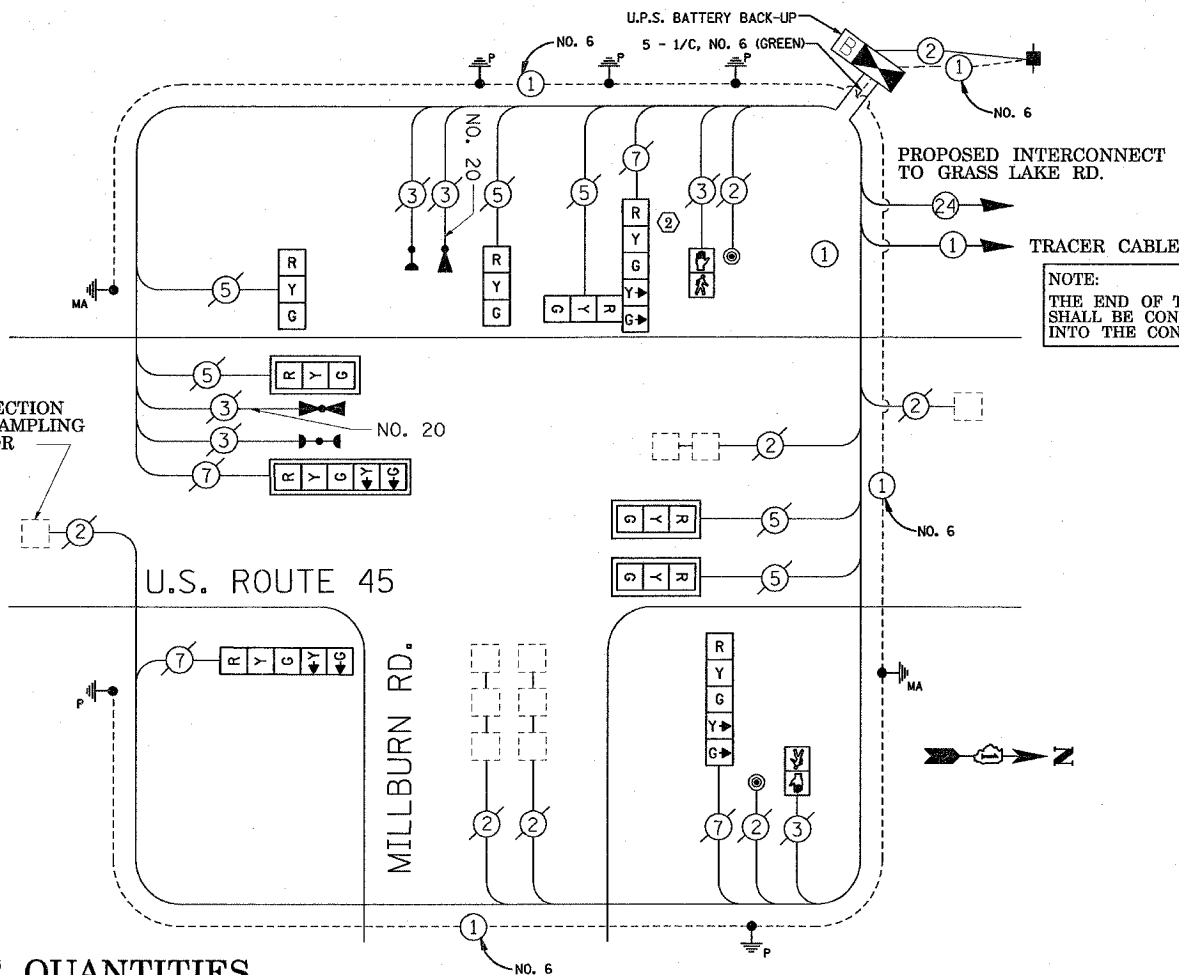 U.P.S. BATTERY BACK-UP
5 - 1/C, NO. 6 (GREEN)
NO. 6
P
P
P
B
2
1
NO. 6
1
NO. 20
PROPOSED INTERCONNECT
TO GRASS LAKE RD.
24
1
TRACER CABLE
NOTE:
THE END OF T
SHALL BE CON
INTO THE CON
3
3
5
5
7
3
2
2
1
R
Y
G
Y
G
R
Y
G
R
Y
G
G Y R
MA
5
R Y G
5
3
NO. 20
3
7
R Y G Y G
ECTION
AMPLING
OR
2
2
2
1
NO. 6
G Y R
5
G Y R
5
U.S. ROUTE 45
MILLBURN RD.
7
R Y G Y G
P
R
Y
G
Y
G
MA
N
2
2
7
2
3
1
NO. 6
P
QUANTITIES